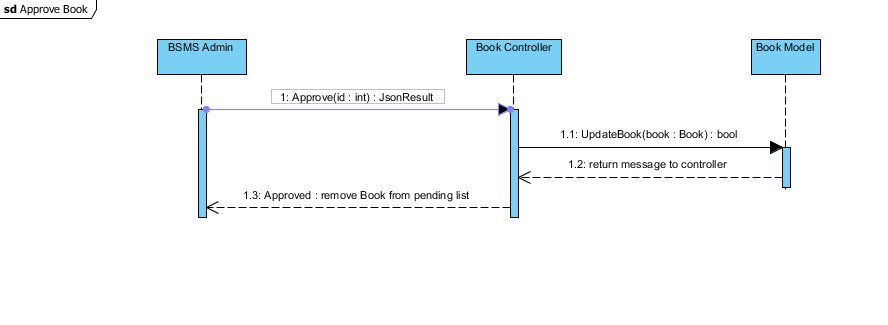 sd Approve Book
BSMS Admin
Book Controller
Book Model
1: Approve(id : int) : JsonResult
1.1: UpdateBook(book : Book) : bool
1.2: return message to controller
1.3: Approved : remove Book from pending list